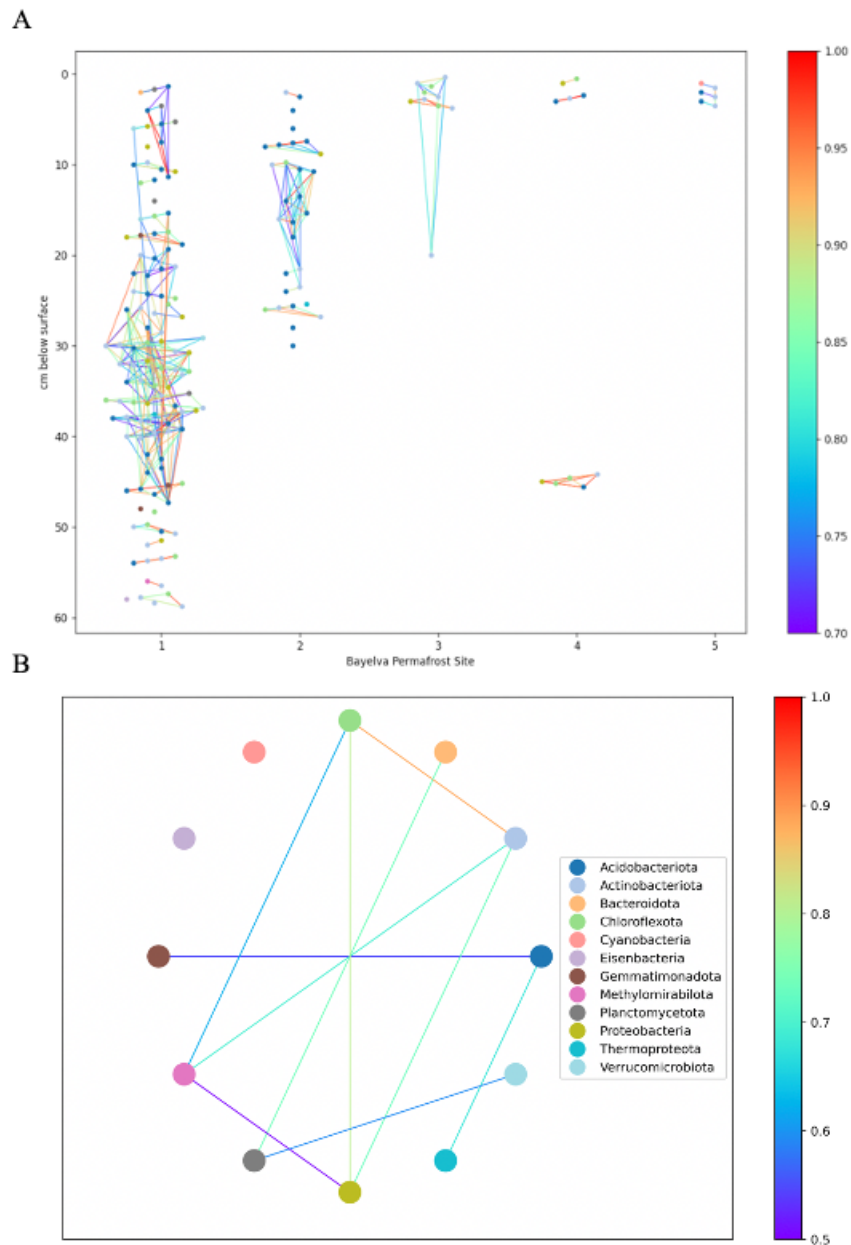 A
0
10
20
30
40
50
60
cm below surface
1
2
3
4
5
Bayelva Permafrost Site
1.00
0.95
0.90
0.85
0.80
0.75
0.70
B
Acidobacteriota
Actinobacteriota
Bacteroidota
Chloroflexota
Cyanobacteria
Eisenbacteria
Gemmatimonadota
Methylomirabilota
Planctomycetota
Proteobacteria
Thermoproteota
Verrucomicrobiota
1.0
0.9
0.8
0.7
0.6
0.5